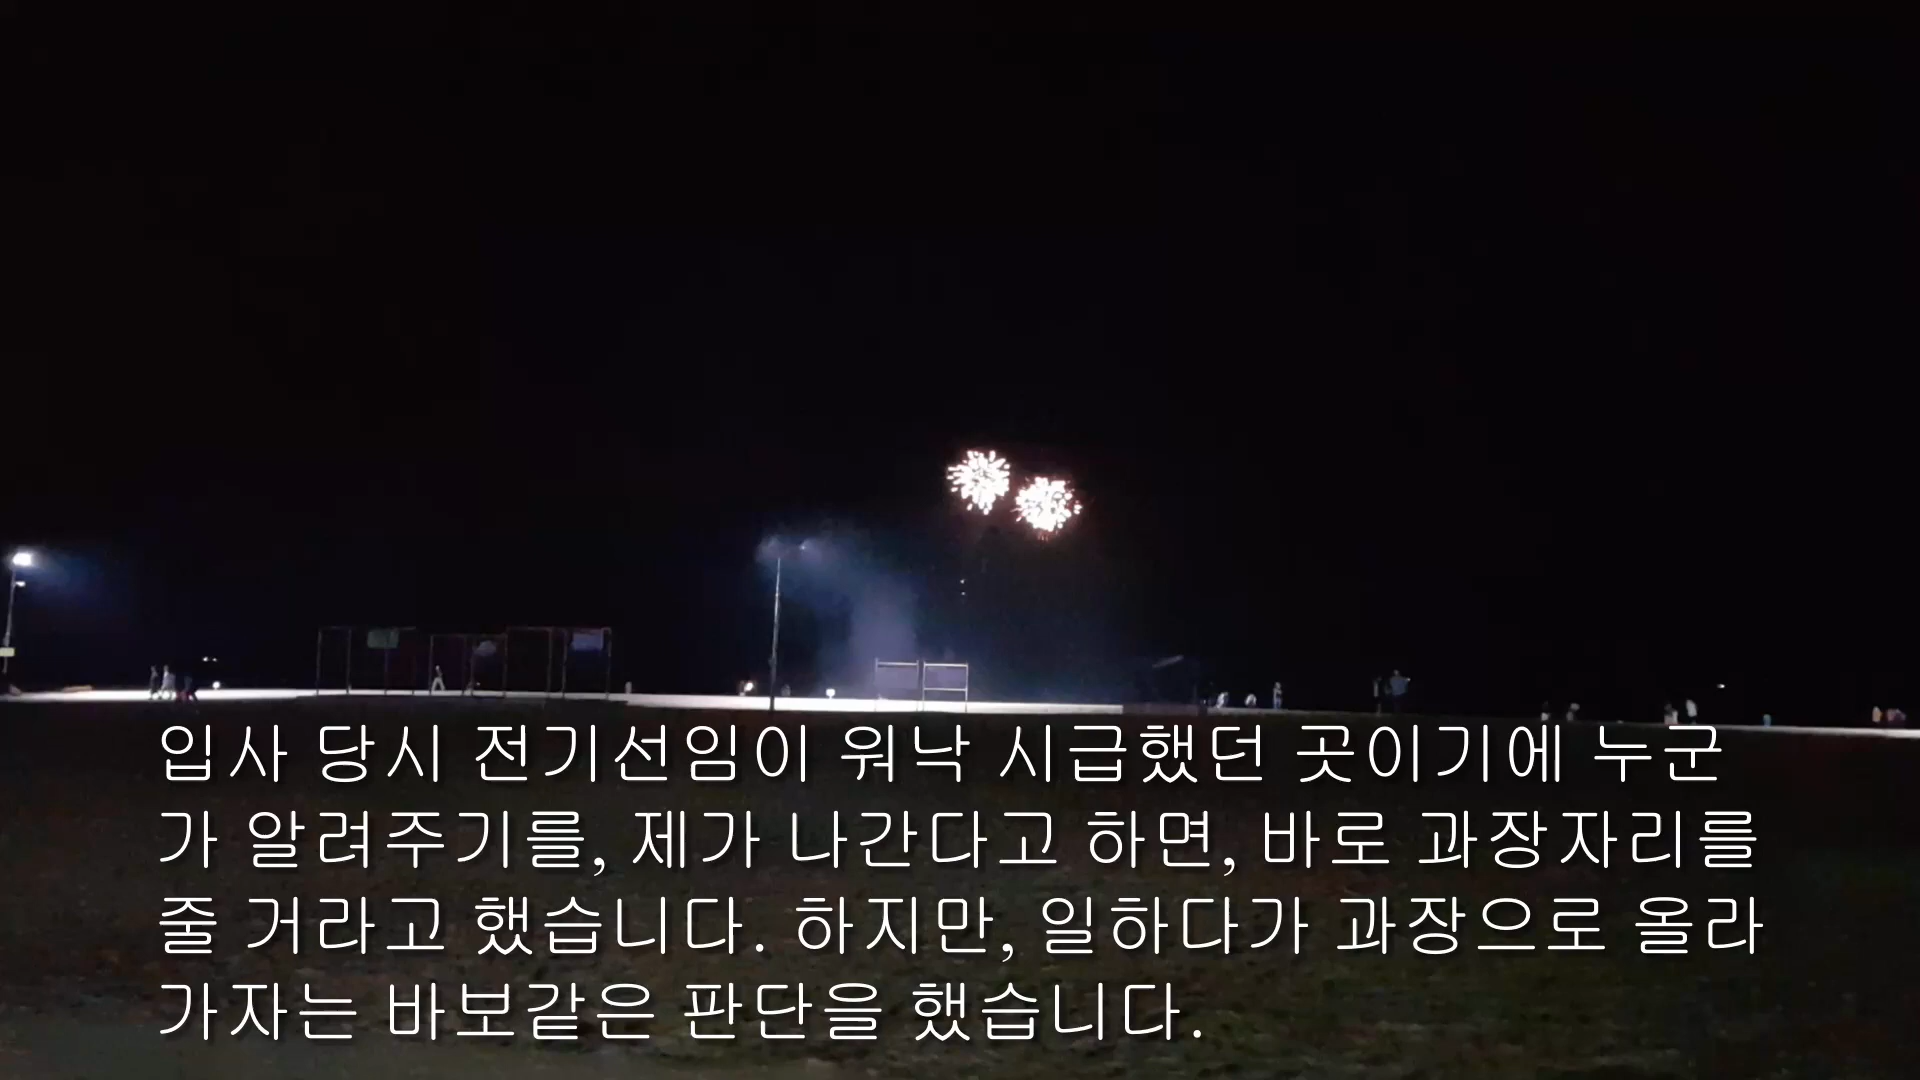 입사 당시 전기선임이 워낙 시급했던 곳이기에 누군
가 알려주기를, 제가 나간다고 하면, 바로 과장자리를
줄 거라고 했습니다. 하지만, 일하다가 과장으로 올라
가자는 바보같은 판단을 했습니다.